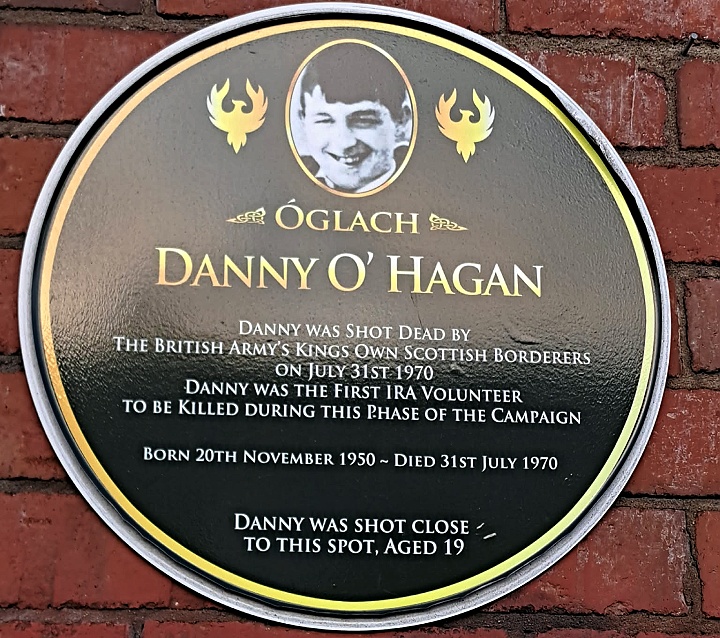 ÓGLACH
DANNY O' HAGAN
DANNY WAS SHOT DEAD BY
THE BRITISH ARMY'S KINGS OWN SCOTTISH BORDERERS
ON JULY 31ST 1970
DANNY WAS THE FIRST IRA VOLUNTEER
TO BE KILLED DURING THIS PHASE OF THE CAMPAIGN
BORN 20TH NOVEMBER 1950 ~ DIED 31ST JULY 1970
DANNY WAS SHOT CLOSE
TO THIS SPOT, AGED 19